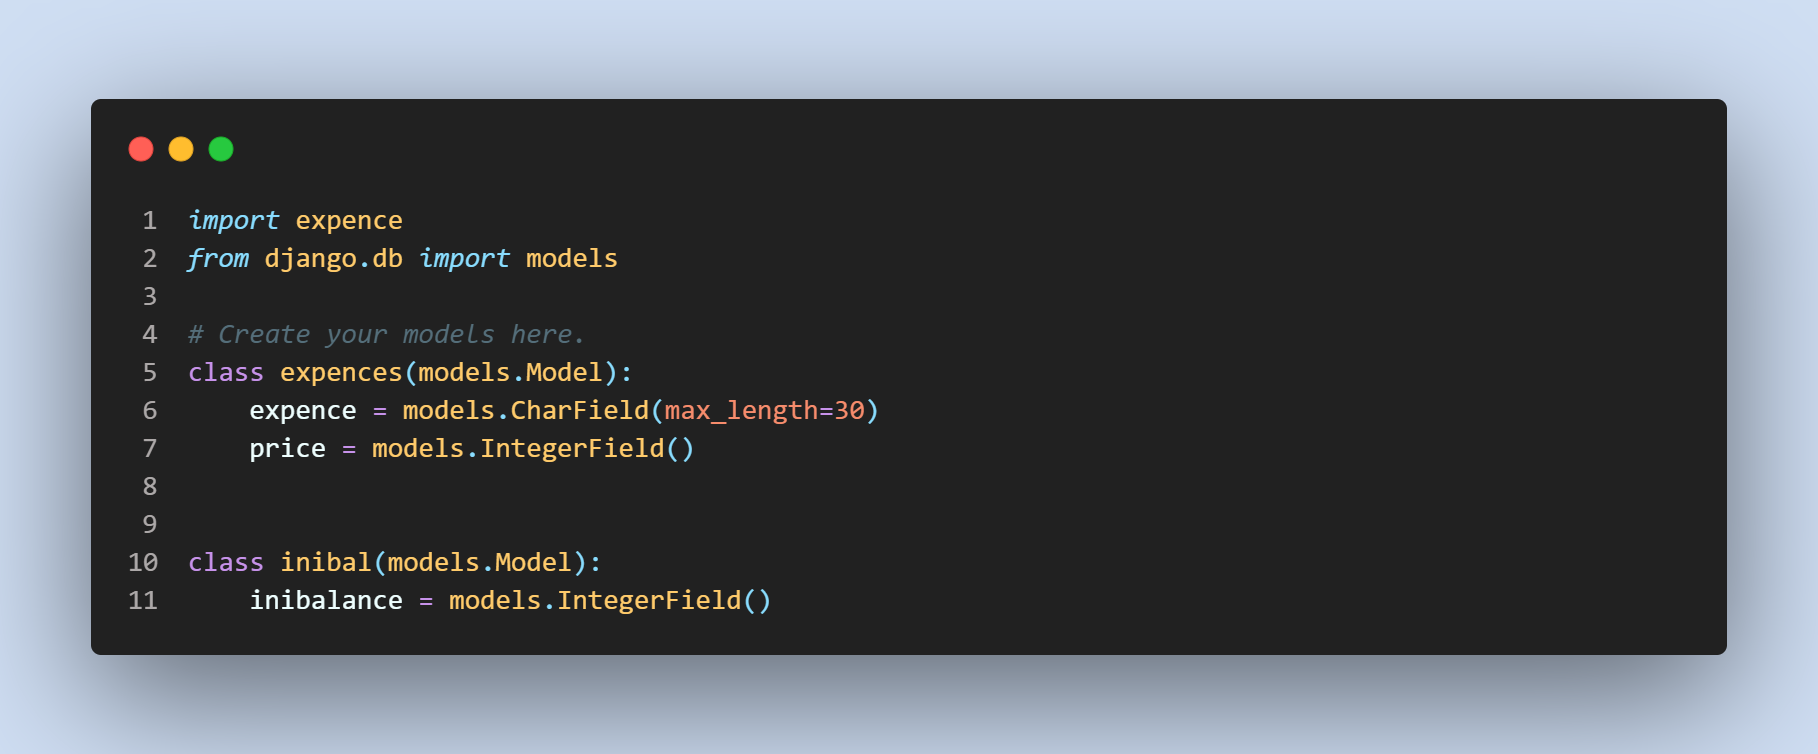 1 import expence
2 from django.db import models
3
4 # Create your models here.
5 class expences(models.Model):
6     expence = models.CharField(max_length=30)
7     price = models.IntegerField()
8
9
10 class inibal(models.Model):
11     inibalance = models.IntegerField()